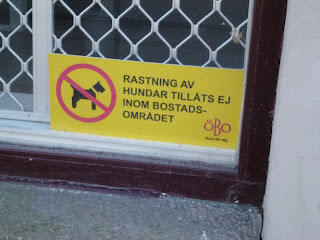 RASTNING AV
HUNDAR TILLÅTS EJ
INOM BOSTADS-
OMRÅDET
ÖBO